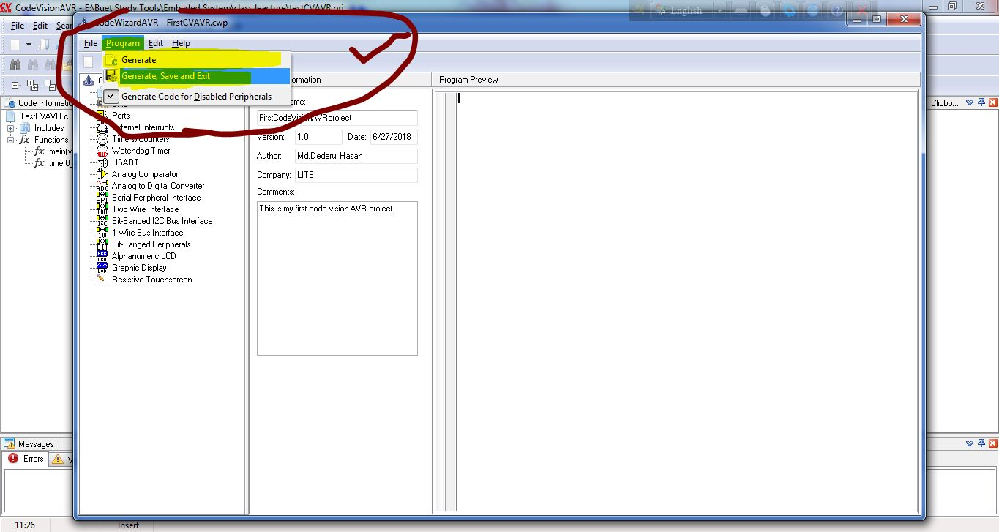 CodeVisionAVR - E:\Buet Study Tools\Embaded System\class leacture\testCVAVR.prj
English
File Edit Sear
CodeWizardAVR - FirstCVAVR.cwp
File Program Edit Help
Generate
Generate, Save and Exit
Generate Code for Disabled Peripherals
Program Preview
Code Informatio
Clipbo...
TestCVAVR.c
Includes
Functions
main(v
timer0_
Ports
External Interrupts
Timers/Counters
Watchdog Timer
USART
Analog Comparator
Analog to Digital Converter
Serial Peripheral Interface
Two Wire Interface
Bit-Banged I2C Bus Interface
1 Wire Bus Interface
Bit-Banged Peripherals
Alphanumeric LCD
Graphic Display
Resistive Touchscreen
FirstCodeVisionAVRproject
Version: 1.0 Date: 6/27/2018
Author: Md.Dedarul Hasan
Company: LITS
Comments:
This is my first code vision AVR project.
Messages
Errors
11:26 Insert